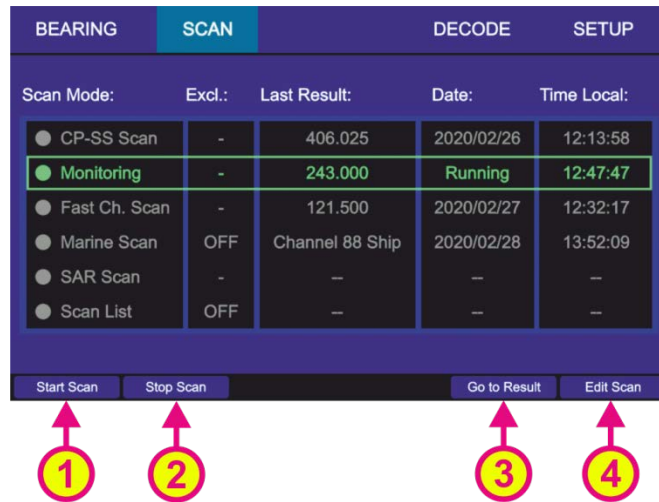 BEARING SCAN DECODE SETUP
Scan Mode: Excl.: Last Result: Date: Time Local:
CP-SS Scan - 406.025 2020/02/26 12:13:58
Monitoring - 243.000 Running 12:47:47
Fast Ch. Scan - 121.500 2020/02/27 12:32:17
Marine Scan OFF Channel 88 Ship 2020/02/28 13:52:09
SAR Scan - -- -- --
Scan List OFF -- -- --
Start Scan Stop Scan Go to Result Edit Scan
1 2 3 4